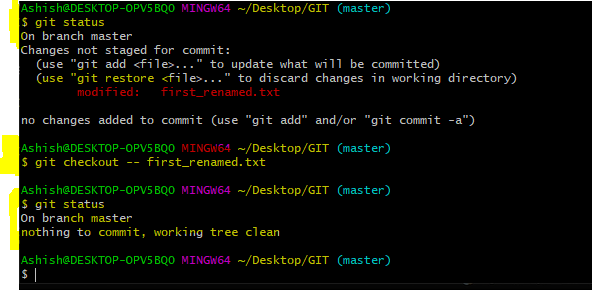 Ashish@DESKTOP-OPV5BQO MINGW64 ~/Desktop/GIT (master)
$ git status
On branch master
Changes not staged for commit:
  (use "git add <file>..." to update what will be committed)
  (use "git restore <file>..." to discard changes in working directory)
        modified:   first_renamed.txt

no changes added to commit (use "git add" and/or "git commit -a")

Ashish@DESKTOP-OPV5BQO MINGW64 ~/Desktop/GIT (master)
$ git checkout -- first_renamed.txt

Ashish@DESKTOP-OPV5BQO MINGW64 ~/Desktop/GIT (master)
$ git status
On branch master
nothing to commit, working tree clean

Ashish@DESKTOP-OPV5BQO MINGW64 ~/Desktop/GIT (master)
$